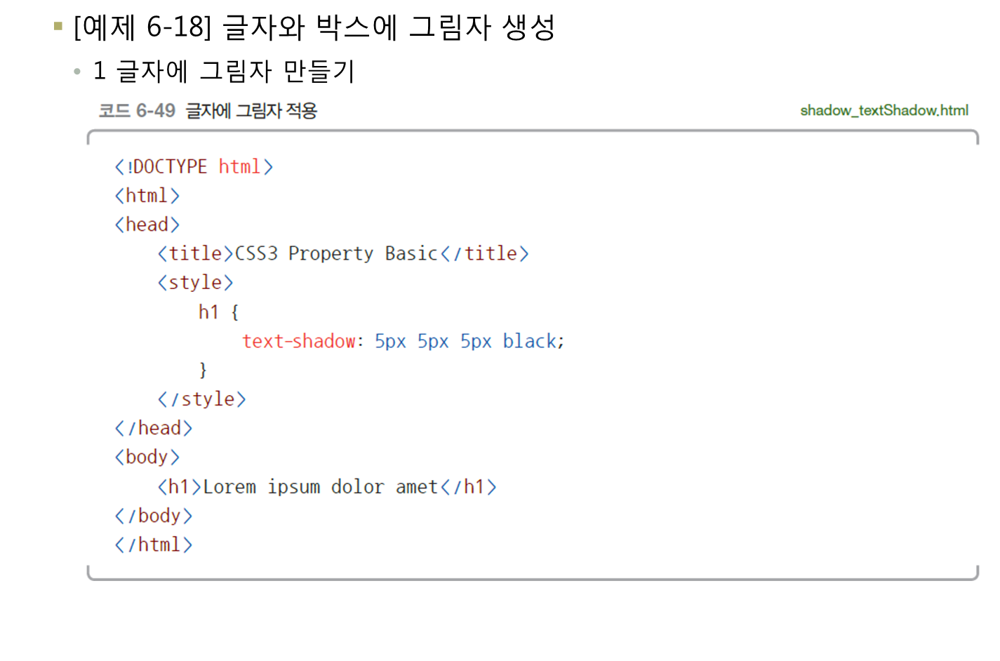 [예제 6-18] 글자와 박스에 그림자 생성
1 글자에 그림자 만들기
코드 6-49 글자에 그림자 적용 shadow_textShadow.html
<!DOCTYPE html>
<html>
<head>
<title>CSS3 Property Basic</title>
<style>
h1 {
text-shadow: 5px 5px 5px black;
}
</style>
</head>
<body>
<h1>Lorem ipsum dolor amet</h1>
</body>
</html>